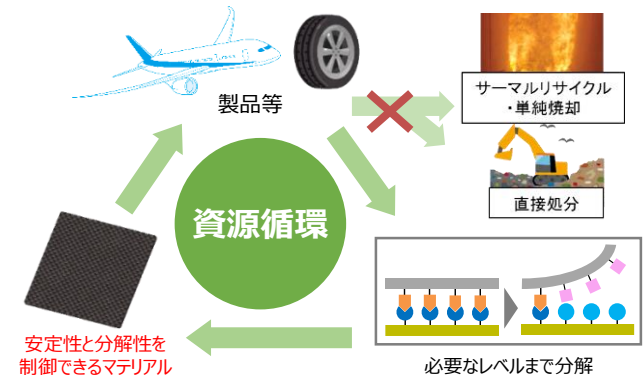 製品等
サーマルリサイクル
・単純焼却
直接処分
資源循環
安定性と分解性を
制御できるマテリアル
必要なレベルまで分解